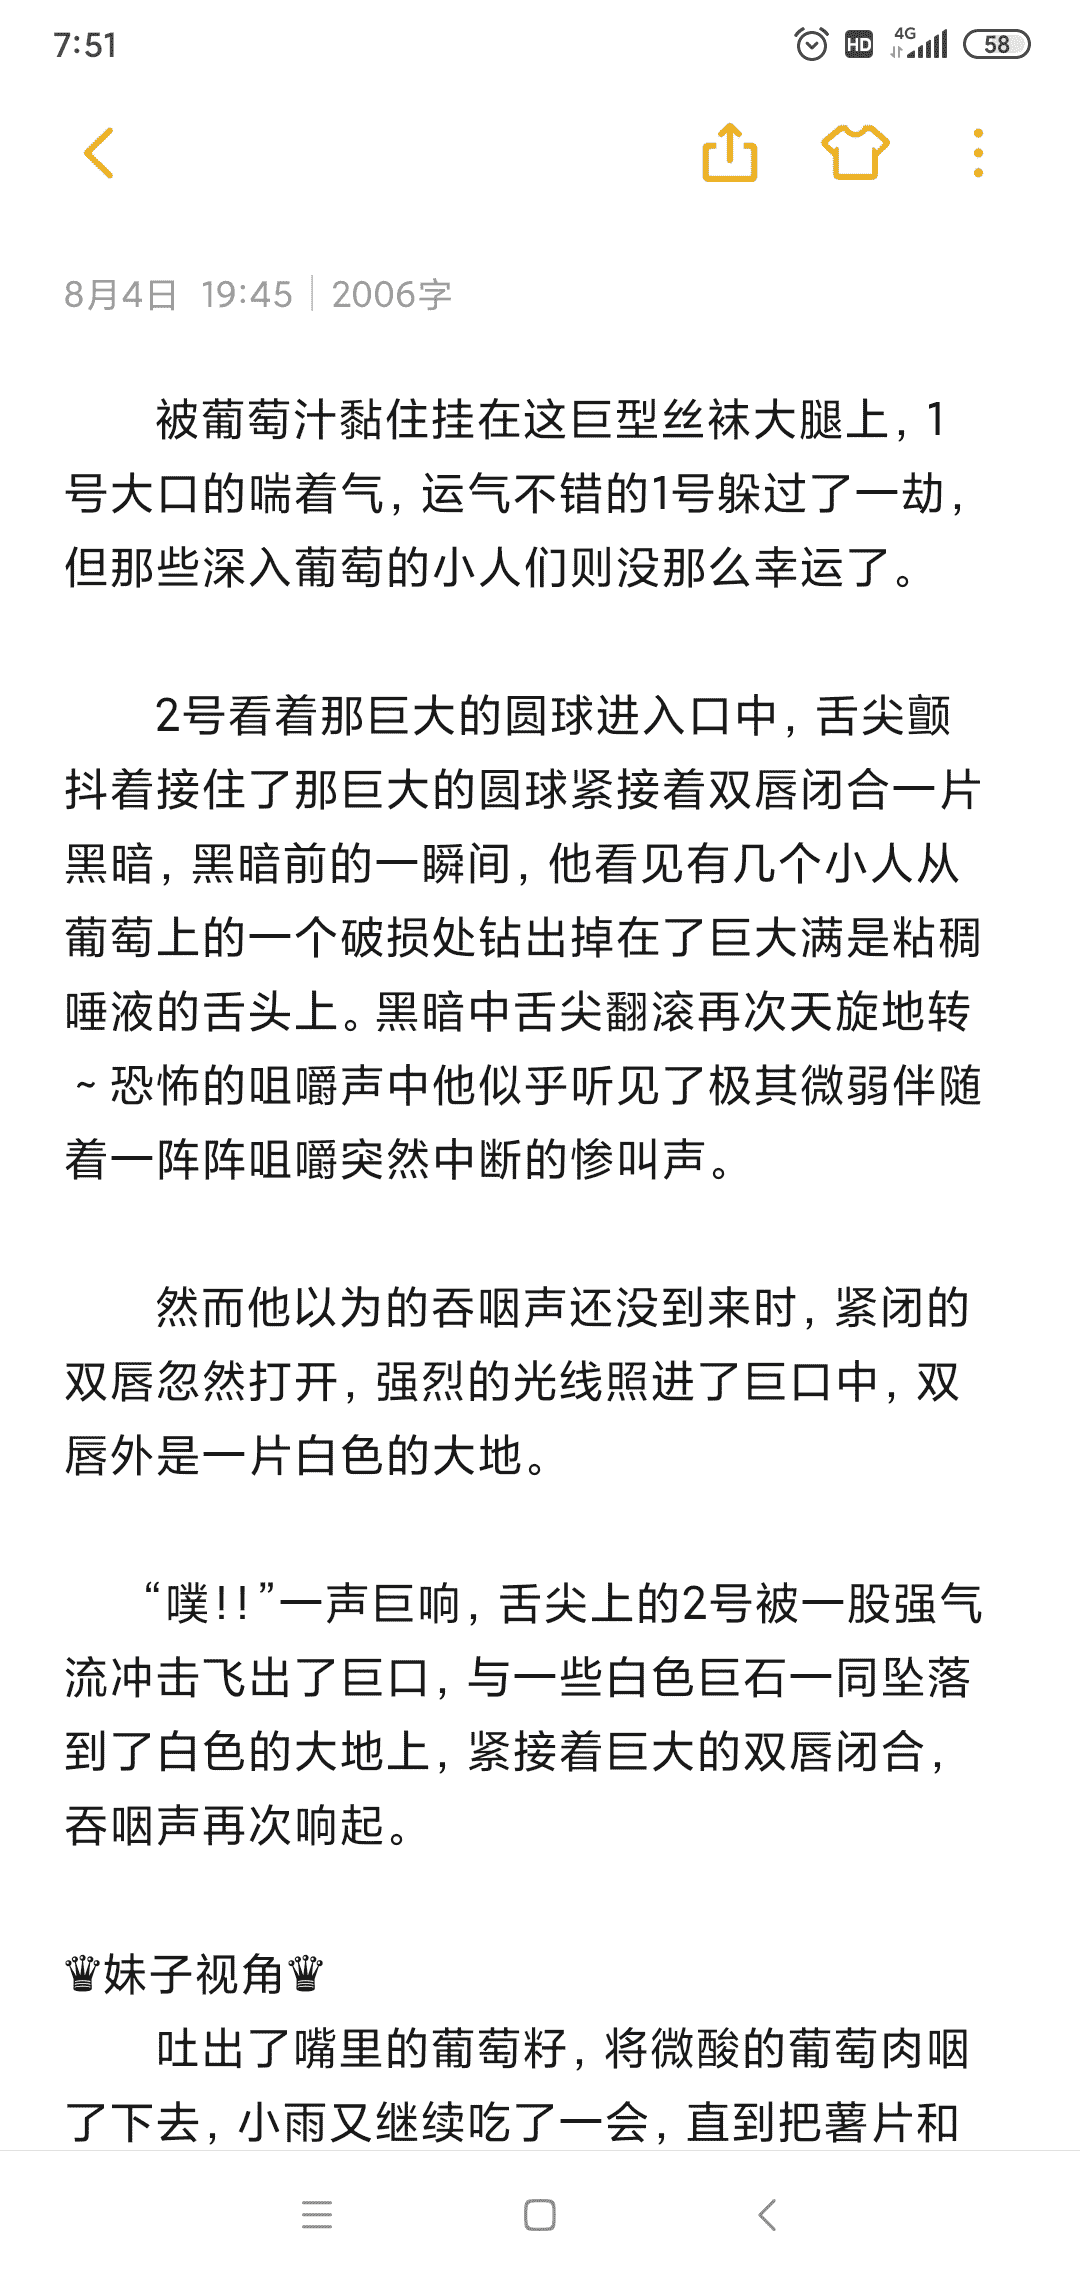 7:51
HD 4G 58
8月4日 19:45 | 2006字
被葡萄汁黏住挂在这巨型丝袜大腿上，1
号大口的喘着气，运气不错的1号躲过了一劫，
但那些深入葡萄的小人们则没那么幸运了。
2号看着那巨大的圆球进入口中，舌尖颤
抖着接住了那巨大的圆球紧接着双唇闭合一片
黑暗，黑暗前的一瞬间，他看见有几个小人从
葡萄上的一个破损处钻出掉在了巨大满是粘稠
唾液的舌头上。黑暗中舌尖翻滚再次天旋地转
~恐怖的咀嚼声中他似乎听见了极其微弱伴随
着一阵阵咀嚼突然中断的惨叫声。
然而他以为的吞咽声还没到来时，紧闭的
双唇忽然打开，强烈的光线照进了巨口中，双
唇外是一片白色的大地。
“噗!!”一声巨响，舌尖上的2号被一股强气
流冲击飞出了巨口，与一些白色巨石一同坠落
到了白色的大地上，紧接着巨大的双唇闭合，
吞咽声再次响起。
♛妹子视角♛
吐出了嘴里的葡萄籽，将微酸的葡萄肉咽
了下去，小雨又继续吃了一会，直到把薯片和